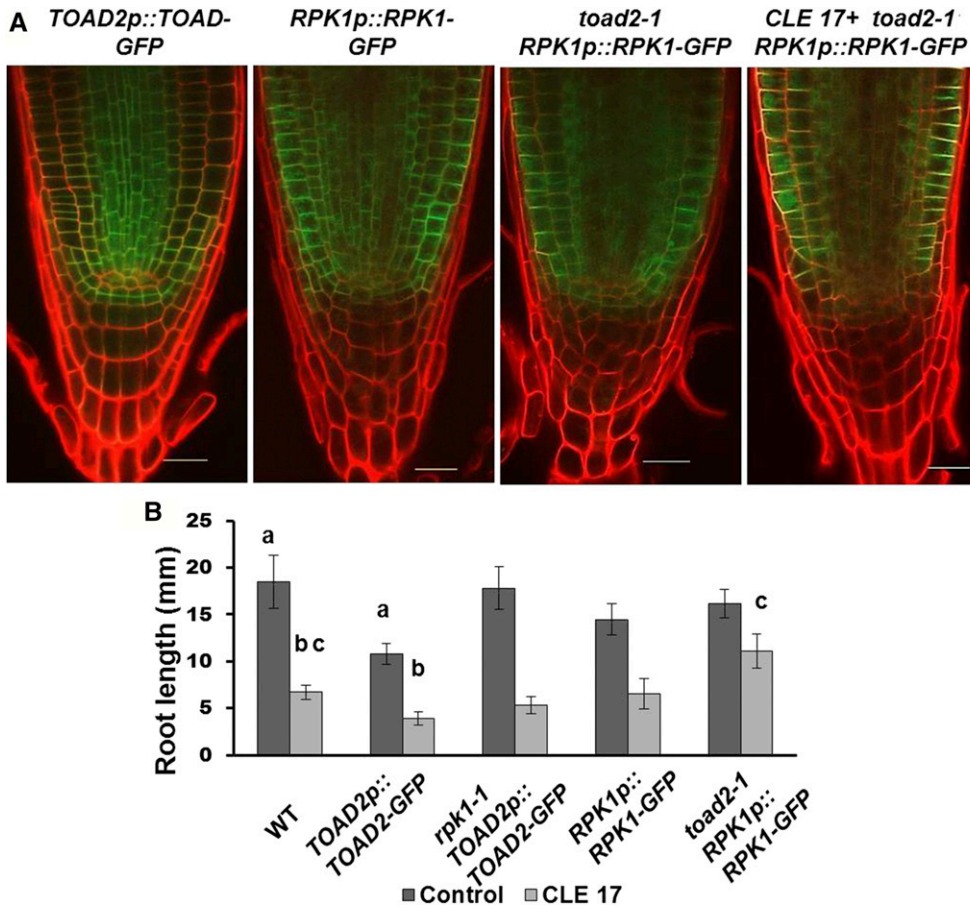 A
TOAD2p::TOAD-
GFP
RPK1p::RPK1-
GFP
toad2-1
RPK1p::RPK1-GFP
CLE 17+ toad2-1
RPK1p::RPK1-GFP
B
Root length (mm)
25
20
15
10
5
0
a
b c
a
b
c
WT
TOAD2p::
TOAD2-GFP
rpk1-1
TOAD2p::
TOAD2-GFP
RPK1p::
RPK1-GFP
toad2-1
RPK1p::
RPK1-GFP
Control
CLE 17